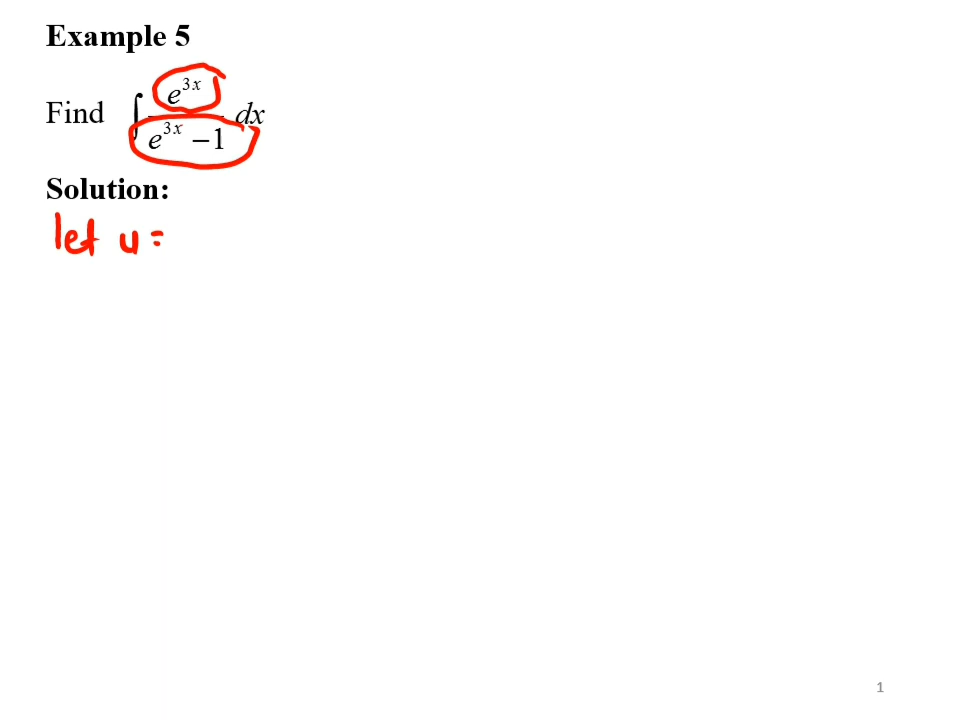 Example 5
Find ∫ e^{3x} / (e^{3x} − 1) dx
Solution:
let u =
1